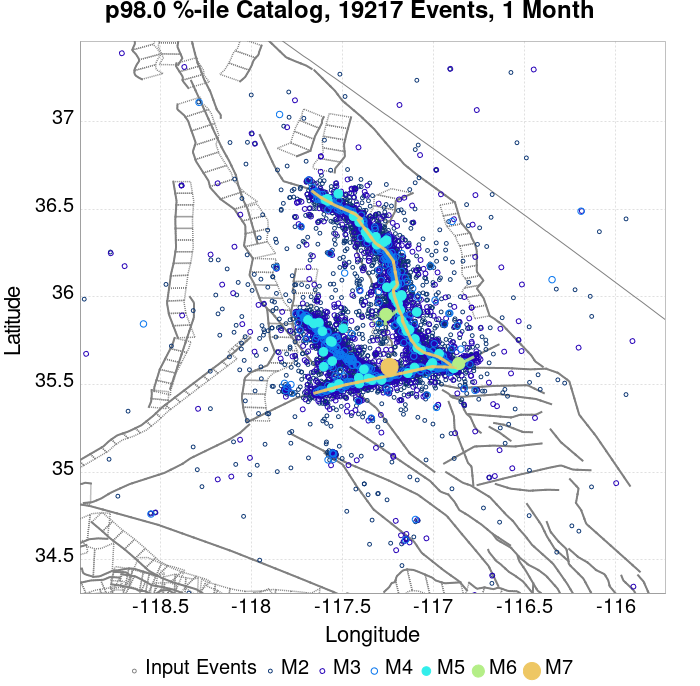 p98.0 %-ile Catalog, 19217 Events, 1 Month
37
36.5
36
35.5
35
34.5
Latitude
-118.5 -118 -117.5 -117 -116.5 -116
Longitude
Input Events M2 M3 M4 M5 M6 M7